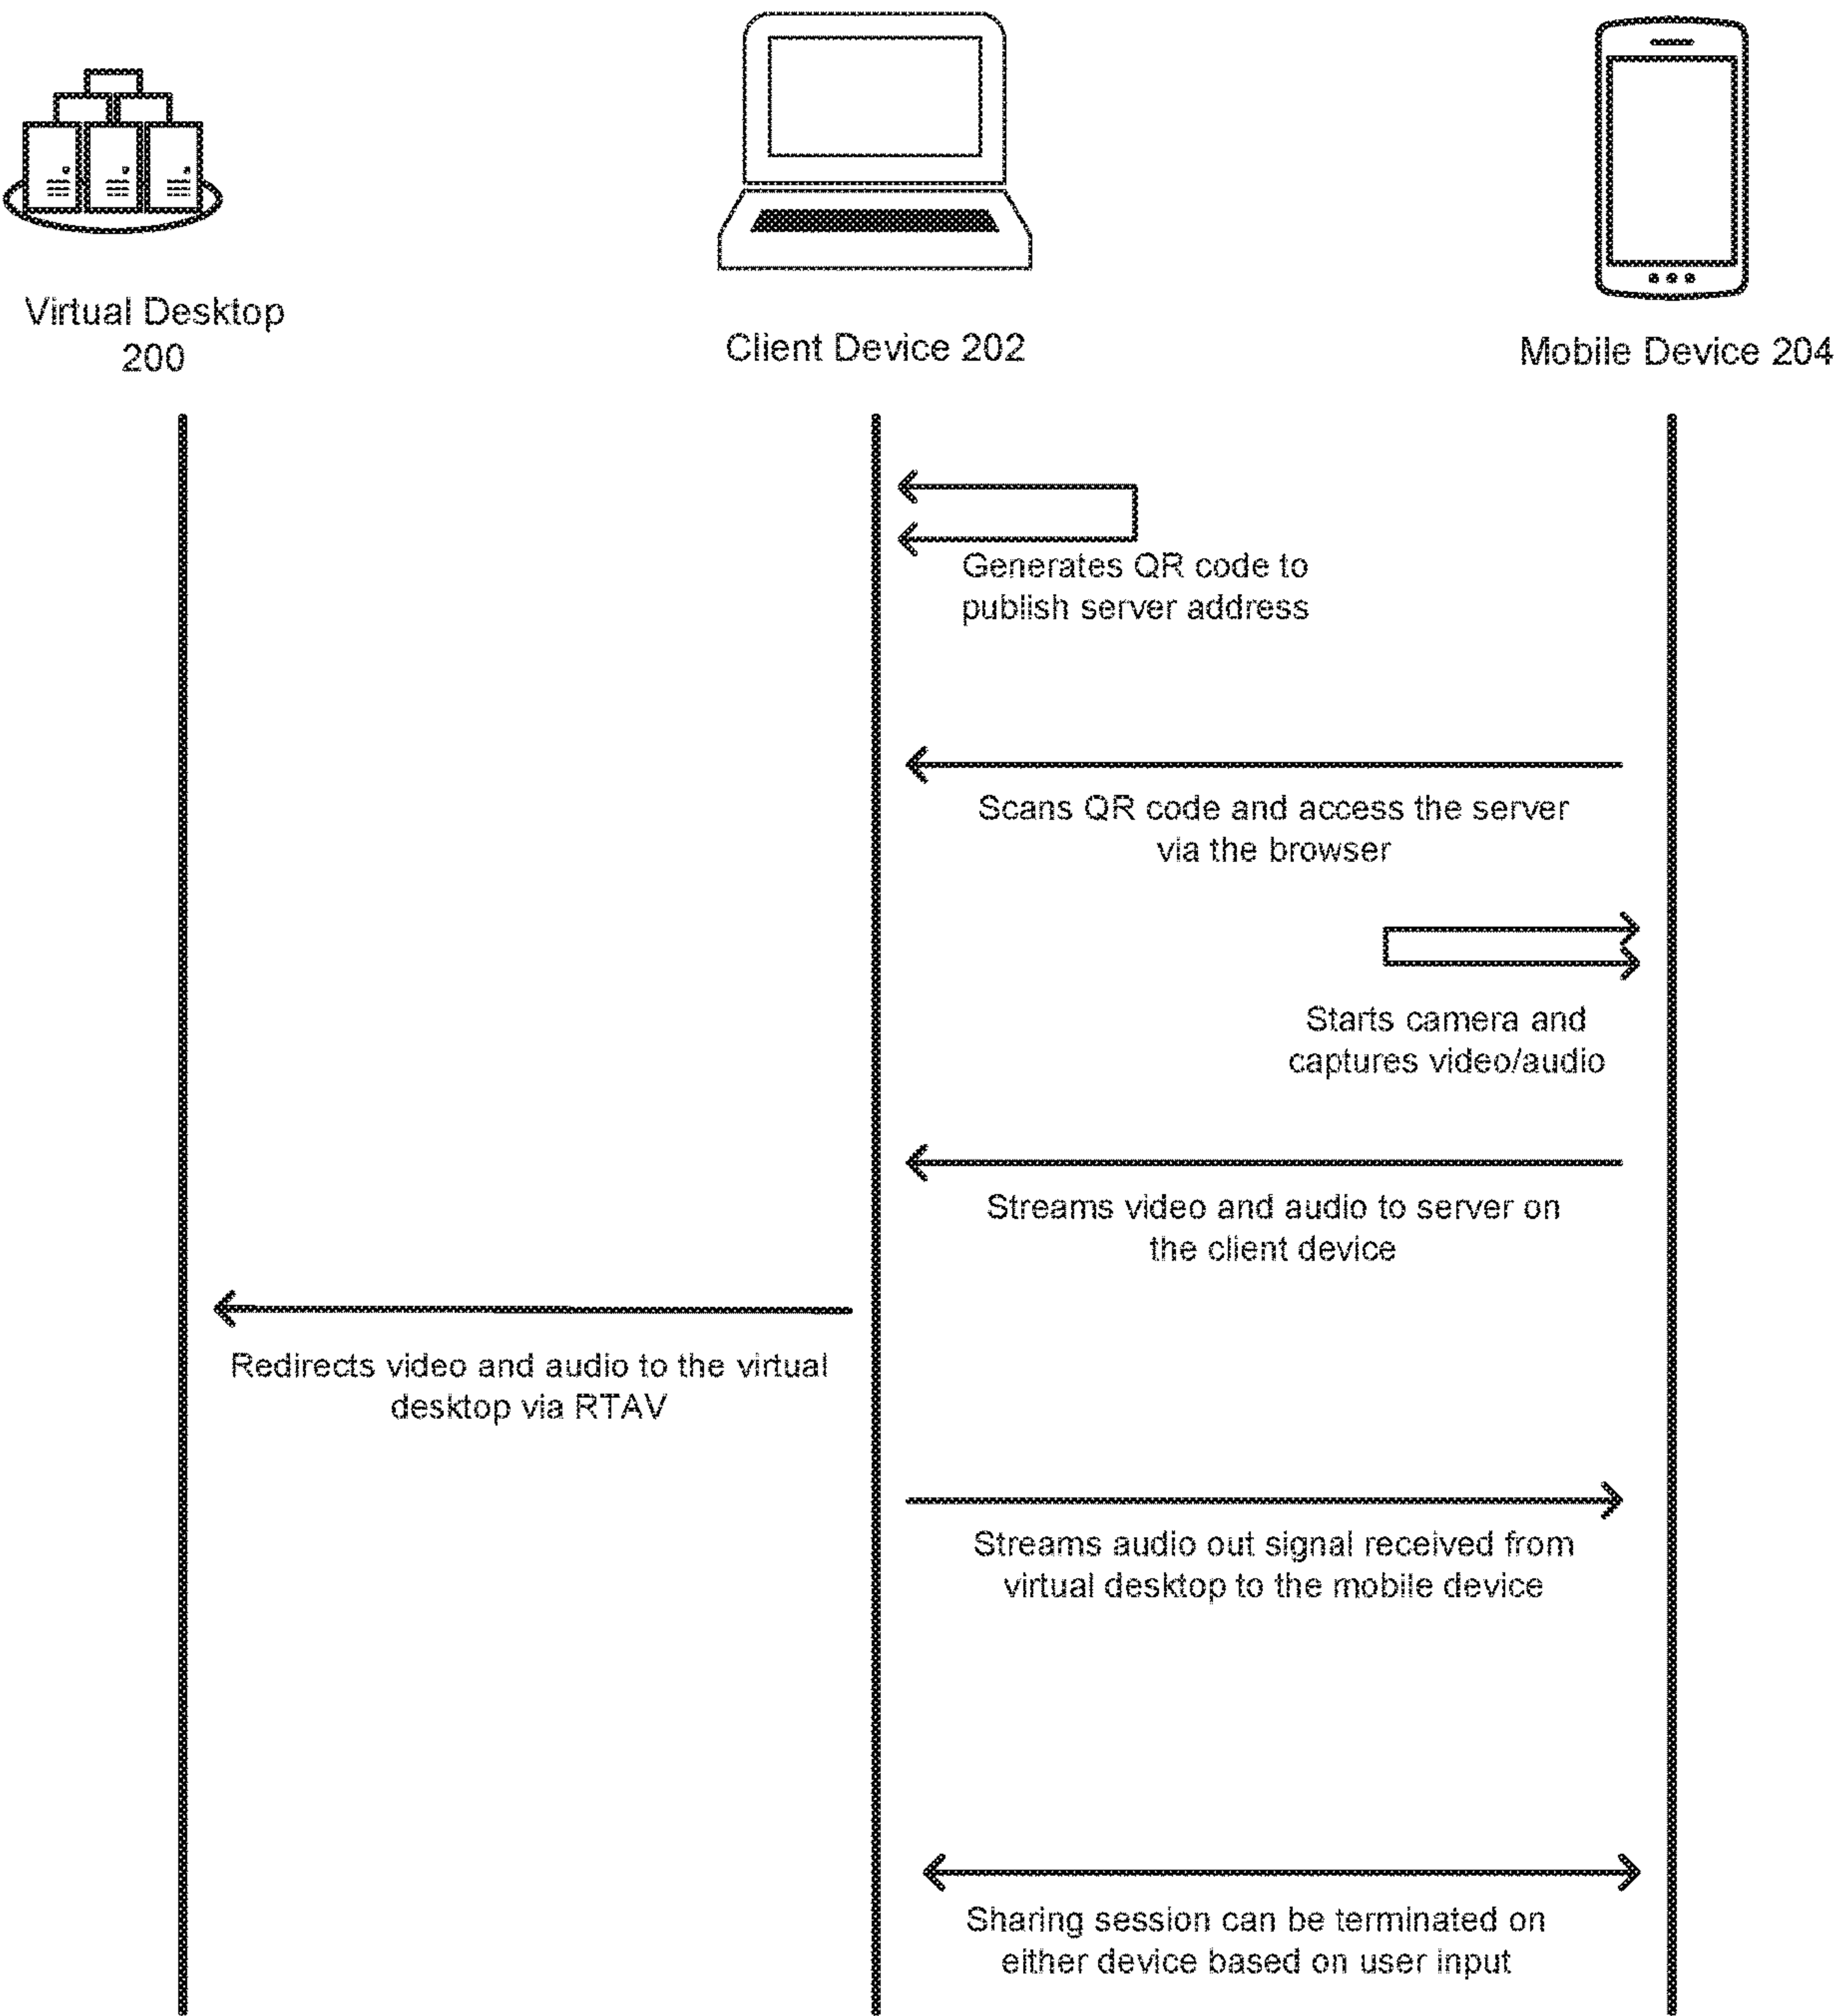 Virtual Desktop
200
Client Device 202
Mobile Device 204
Generates QR code to
publish server address
Scans QR code and access the server
via the browser
Starts camera and
captures video/audio
Streams video and audio to server on
the client device
Redirects video and audio to the virtual
desktop via RTAV
Streams audio out signal received from
virtual desktop to the mobile device
Sharing session can be terminated on
either device based on user input